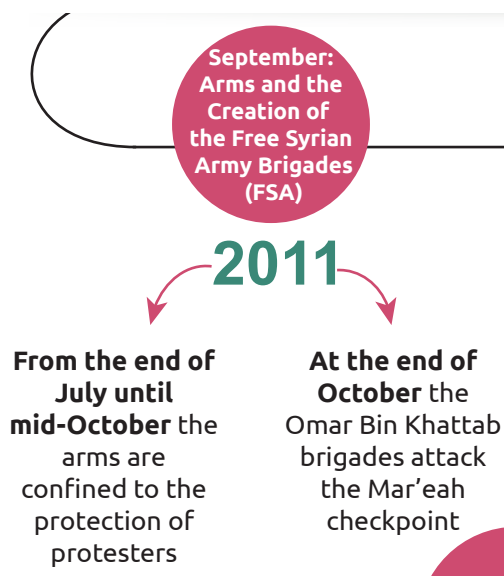 September:
Arms and the
Creation of
the Free Syrian
Army Brigades
(FSA)
2011
From the end of
July until
mid-October the
arms are
confined to the
protection of
protesters
At the end of
October the
Omar Bin Khattab
brigades attack
the Mar’eah
checkpoint